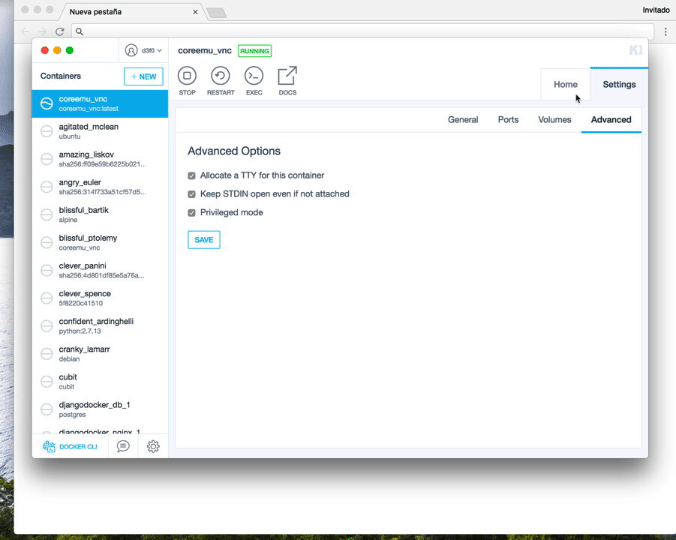 Nueva pestaña
Invitado
d3f0
coreemu_vnc RUNNING
Containers
+ NEW
STOP RESTART EXEC DOCS
Home Settings
coreemu_vnc
coreemu_vnc:latest
General Ports Volumes Advanced
agitated_mclean
ubuntu
Advanced Options
amazing_liskov
sha256:ff09e59b6225b021...
Allocate a TTY for this container
angry_euler
sha256:314f733a51cf57d5...
Keep STDIN open even if not attached
blissful_bartik
alpine
Privileged mode
blissful_ptolemy
coreemu_vnc
SAVE
clever_panini
sha256:4d801df85e5a76a...
clever_spence
5f8220c41510
confident_ardinghelli
python:2.7.13
cranky_lamarr
debian
cubit
cubit
djangodocker_db_1
postgres
djangodocker_nginx_1
DOCKER CLI